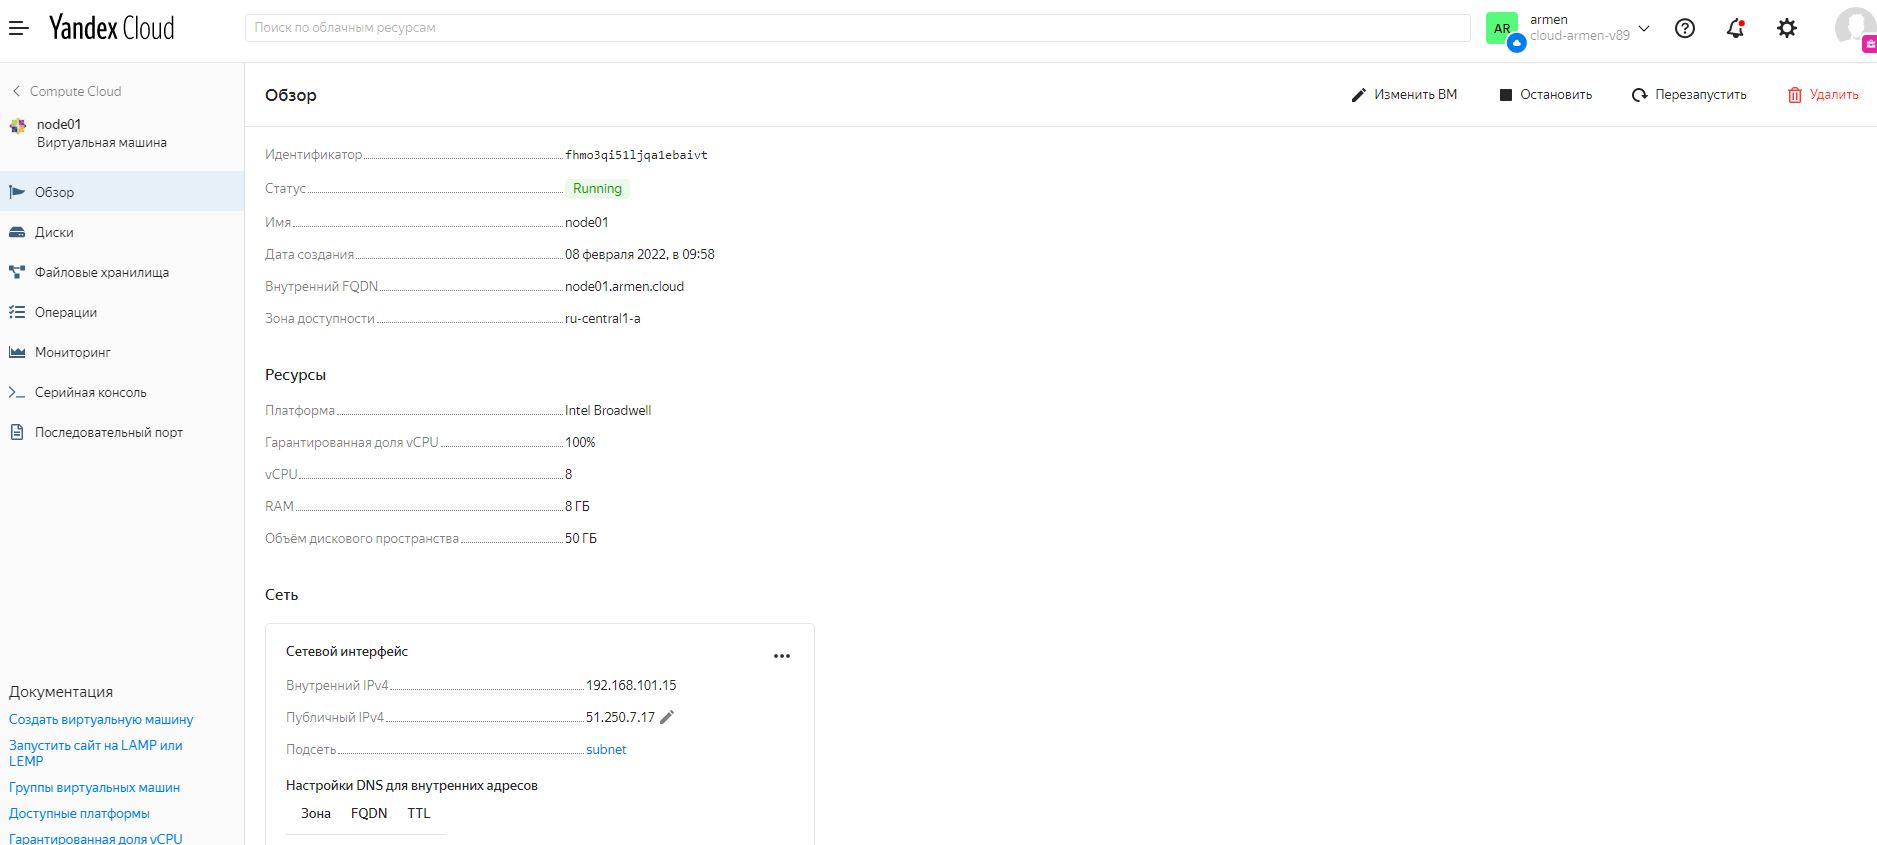 Yandex Cloud
Поиск по облачным ресурсам
AR
armen
cloud-armen-v89
Compute Cloud
node01
Виртуальная машина
Обзор
Диски
Файловые хранилища
Операции
Мониторинг
Серийная консоль
Последовательный порт
Документация
Создать виртуальную машину
Запустить сайт на LAMP или
LEMP
Группы виртуальных машин
Доступные платформы
Гарантированная доля vCPU
Обзор
Изменить ВМ
Остановить
Перезапустить
Удалить
Идентификатор fhmo3qi51ljqa1ebaivt
Статус Running
Имя node01
Дата создания 08 февраля 2022, в 09:58
Внутренний FQDN node01.armen.cloud
Зона доступности ru-central1-a
Ресурсы
Платформа Intel Broadwell
Гарантированная доля vCPU 100%
vCPU 8
RAM 8 ГБ
Объём дискового пространства 50 ГБ
Сеть
Сетевой интерфейс
Внутренний IPv4 192.168.101.15
Публичный IPv4 51.250.7.17
Подсеть subnet
Настройки DNS для внутренних адресов
Зона FQDN TTL